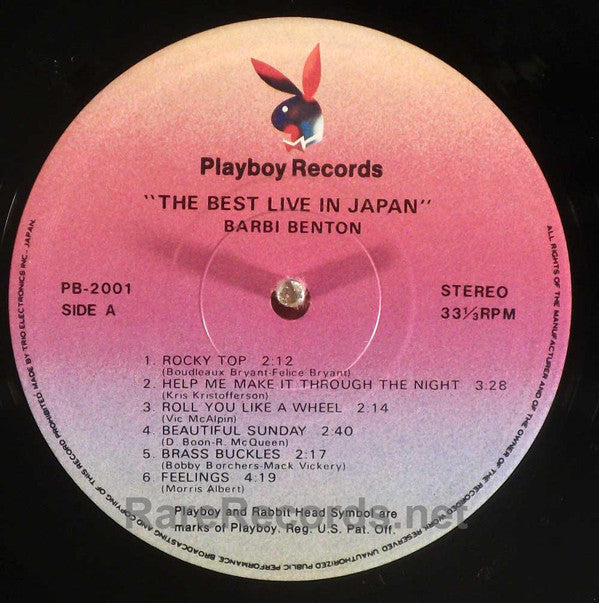 Playboy Records
"THE BEST LIVE IN JAPAN"
BARBI BENTON
PB-2001
SIDE A
STEREO
33⅓RPM
1. ROCKY TOP 2:12
(Boudleaux Bryant-Felice Bryant)
2. HELP ME MAKE IT THROUGH THE NIGHT 3:28
(Kris Kristofferson)
3. ROLL YOU LIKE A WHEEL 2:14
(Vic McAlpin)
4. BEAUTIFUL SUNDAY 2:40
(D. Boon-R. McQueen)
5. BRASS BUCKLES 2:17
(Bobby Borchers-Mack Vickery)
6. FEELINGS 4:19
(Morris Albert)
Playboy and Rabbit Head Symbol are
marks of Playboy. Reg. U.S. Pat. Off.
RareRecords.net
ALL RIGHTS OF THE MANUFACTURER AND OF THE OWNER OF THE RECORDED WORK RESERVED. UNAUTHORIZED PUBLIC PERFORMANCE, BROADCASTING AND COPYING OF THIS RECORD PROHIBITED. MADE BY TRIO ELECTRONICS INC., JAPAN.